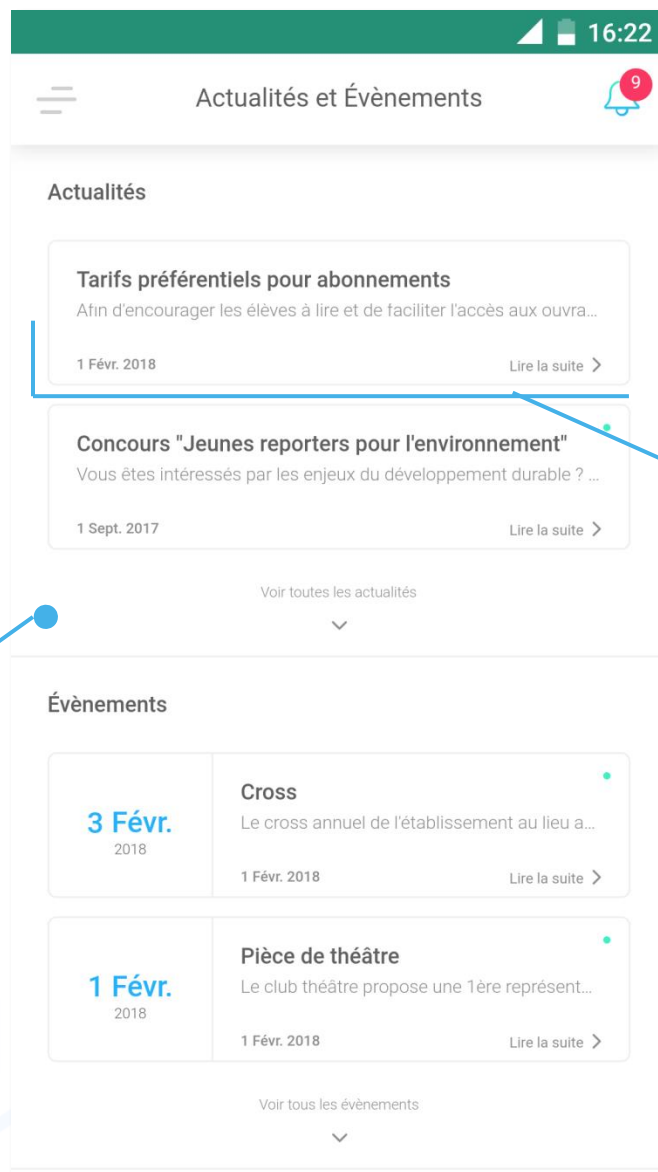 16:22
Actualités et Évènements
9
Actualités
Tarifs préférentiels pour abonnements
Afin d'encourager les élèves à lire et de faciliter l'accès aux ouvra...
1 Févr. 2018
Lire la suite
Concours "Jeunes reporters pour l'environnement"
Vous êtes intéressés par les enjeux du développement durable ? ...
1 Sept. 2017
Lire la suite
Voir toutes les actualités
Évènements
3 Févr.
2018
Cross
Le cross annuel de l'établissement au lieu a...
1 Févr. 2018
Lire la suite
1 Févr.
2018
Pièce de théâtre
Le club théâtre propose une 1ère représent...
1 Févr. 2018
Lire la suite
Voir tous les évènements